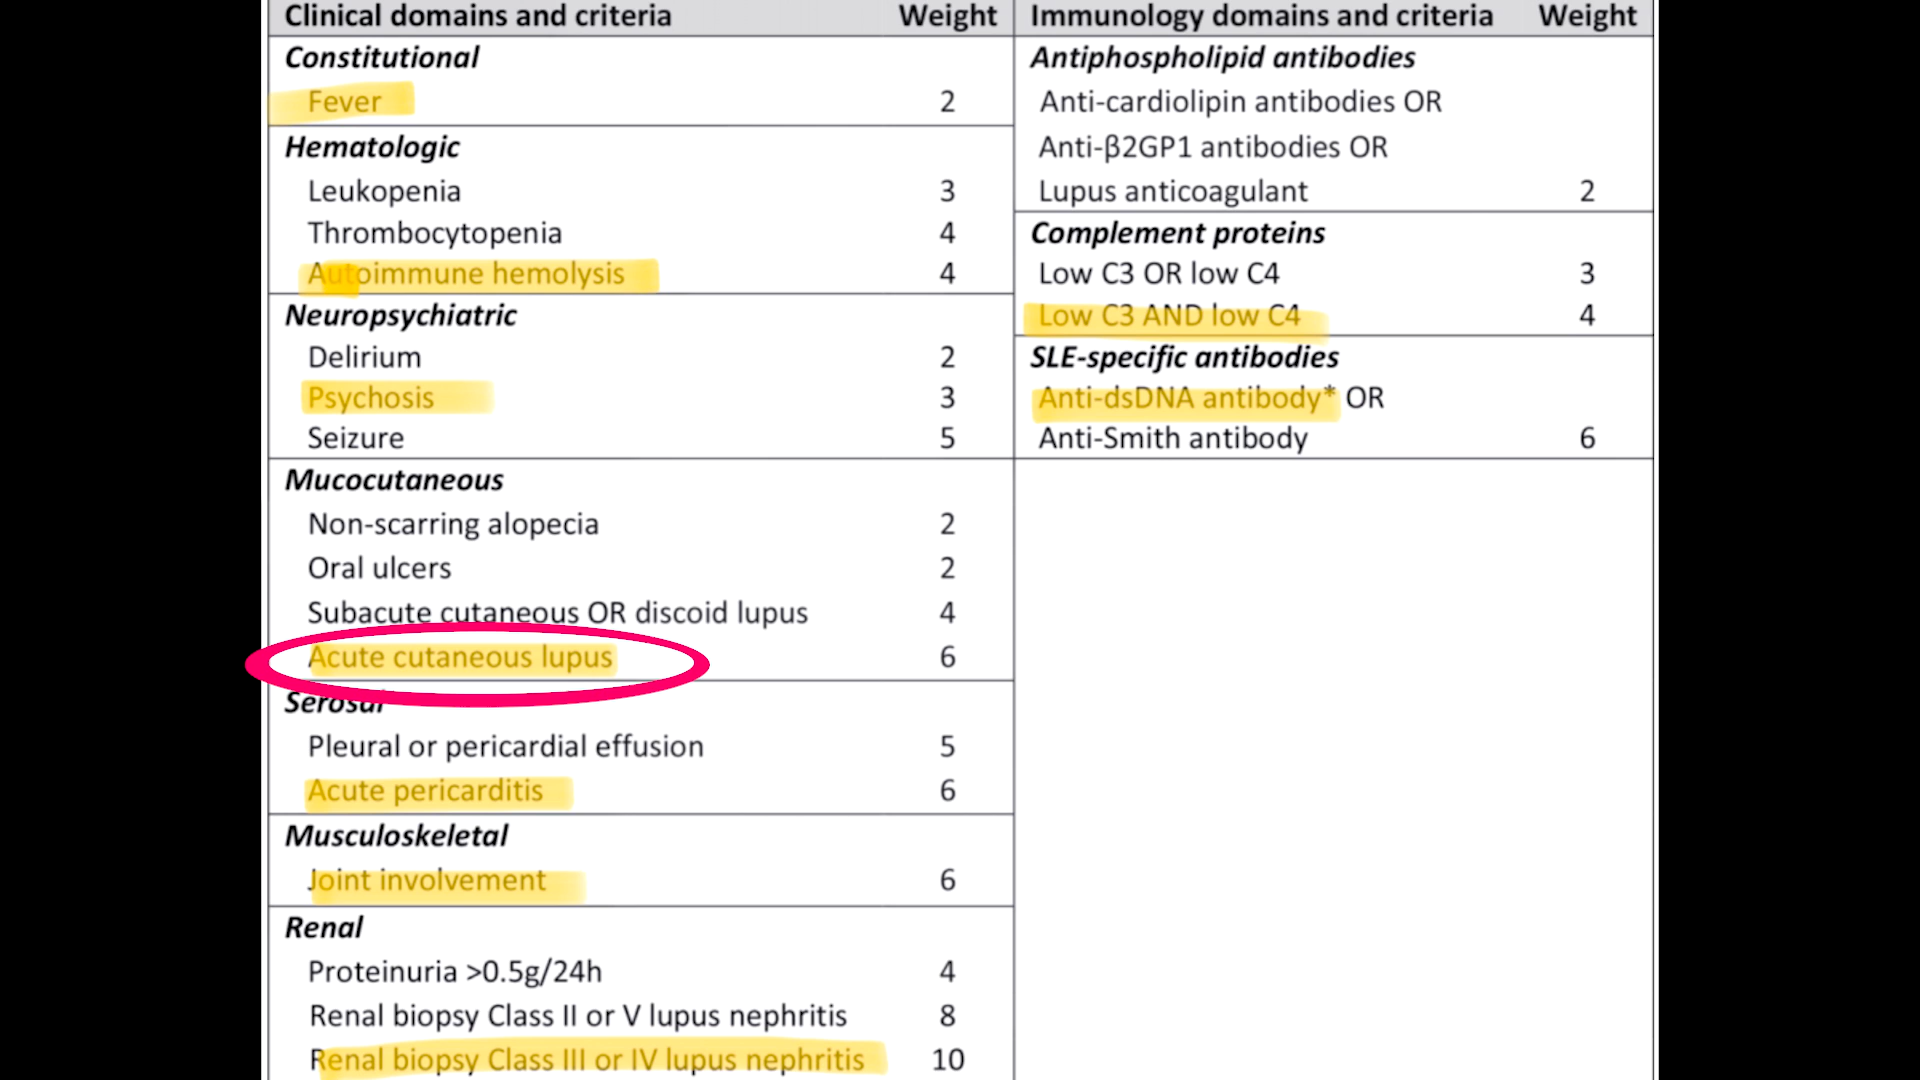 Clinical domains and criteria Weight
Constitutional
Fever 2
Hematologic
Leukopenia 3
Thrombocytopenia 4
Autoimmune hemolysis 4
Neuropsychiatric
Delirium 2
Psychosis 3
Seizure 5
Mucocutaneous
Non-scarring alopecia 2
Oral ulcers 2
Subacute cutaneous OR discoid lupus 4
Acute cutaneous lupus 6
Serosal
Pleural or pericardial effusion 5
Acute pericarditis 6
Musculoskeletal
Joint involvement 6
Renal
Proteinuria >0.5g/24h 4
Renal biopsy Class II or V lupus nephritis 8
Renal biopsy Class III or IV lupus nephritis 10
Immunology domains and criteria Weight
Antiphospholipid antibodies
Anti-cardiolipin antibodies OR
Anti-β2GP1 antibodies OR
Lupus anticoagulant 2
Complement proteins
Low C3 OR low C4 3
Low C3 AND low C4 4
SLE-specific antibodies
Anti-dsDNA antibody* OR
Anti-Smith antibody 6